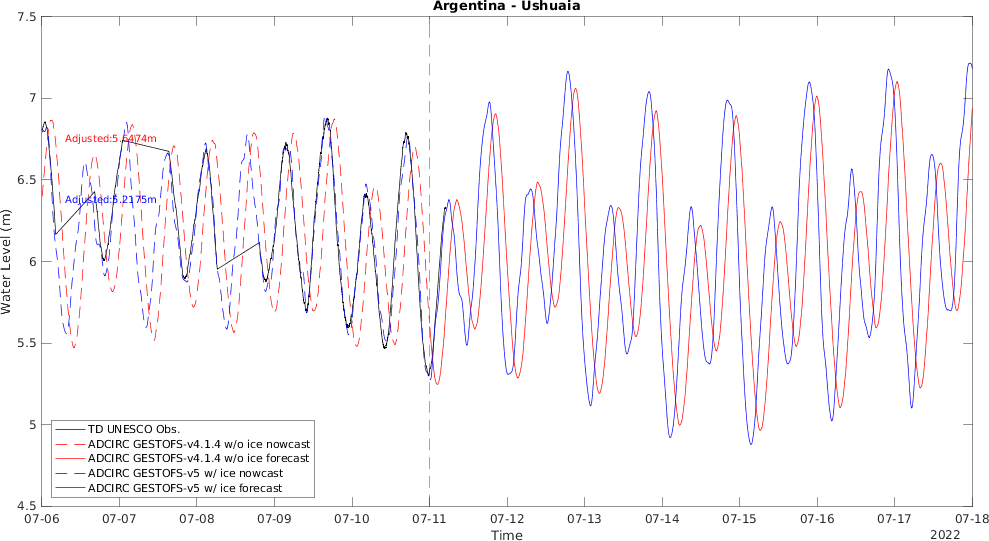 Argentina - Ushuaia
7.5
7
6.5
6
5.5
5
4.5
Water Level (m)
Adjusted:5.6474m
Adjusted:5.2175m
TD UNESCO Obs.
ADCIRC GESTOFS-v4.1.4 w/o ice nowcast
ADCIRC GESTOFS-v4.1.4 w/o ice forecast
ADCIRC GESTOFS-v5 w/ ice nowcast
ADCIRC GESTOFS-v5 w/ ice forecast
07-06 07-07 07-08 07-09 07-10 07-11 07-12 07-13 07-14 07-15 07-16 07-17 07-18
Time
2022